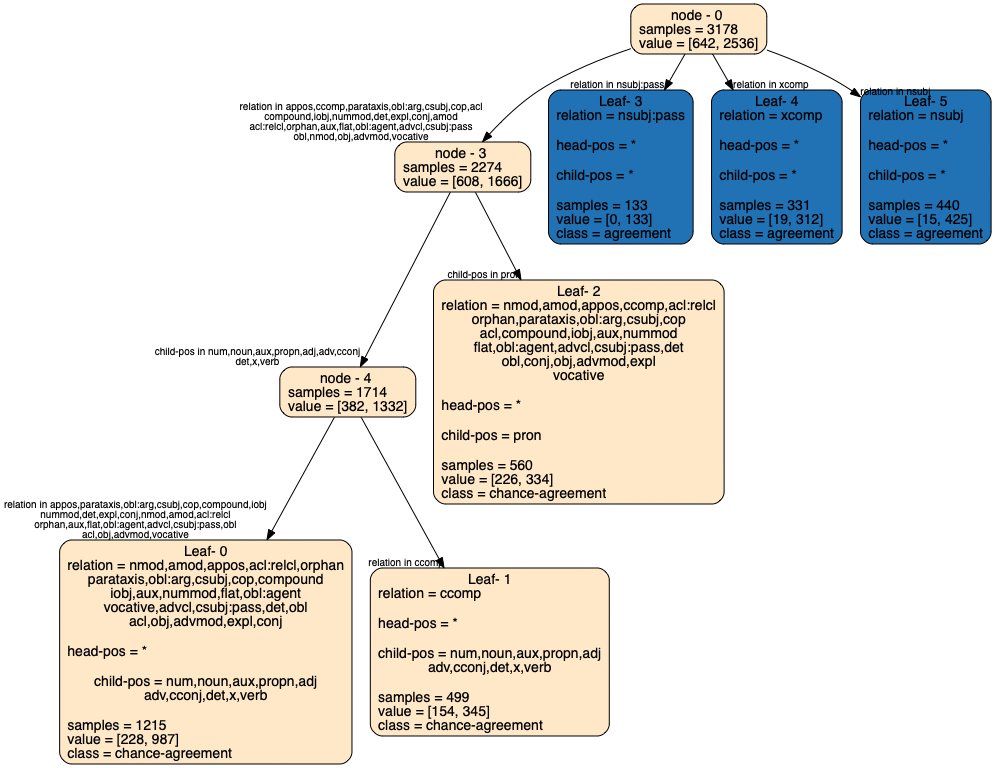 node - 0
samples = 3178
value = [642, 2536]
relation in appos,ccomp,parataxis,obl:arg,csubj,cop,acl
compound,iobj,nummod,det,expl,conj,amod
acl:relcl,orphan,aux,flat,obl:agent,advcl,csubj:pass
obl,nmod,obj,advmod,vocative
relation in nsubj:pass
relation in xcomp
relation in nsubj
node - 3
samples = 2274
value = [608, 1666]
Leaf- 3
relation = nsubj:pass
head-pos = *
child-pos = *
samples = 133
value = [0, 133]
class = agreement
Leaf- 4
relation = xcomp
head-pos = *
child-pos = *
samples = 331
value = [19, 312]
class = agreement
Leaf- 5
relation = nsubj
head-pos = *
child-pos = *
samples = 440
value = [15, 425]
class = agreement
child-pos in num,noun,aux,propn,adj,adv,cconj
det,x,verb
child-pos in pron
node - 4
samples = 1714
value = [382, 1332]
Leaf- 2
relation = nmod,amod,appos,ccomp,acl:relcl
orphan,parataxis,obl:arg,csubj,cop
acl,compound,iobj,aux,nummod
flat,obl:agent,advcl,csubj:pass,det
obl,conj,obj,advmod,expl
vocative
head-pos = *
child-pos = pron
samples = 560
value = [226, 334]
class = chance-agreement
relation in appos,parataxis,obl:arg,csubj,cop,compound,iobj
nummod,det,expl,conj,nmod,amod,acl:relcl
orphan,aux,flat,obl:agent,advcl,csubj:pass,obl
acl,obj,advmod,vocative
relation in ccomp
Leaf- 0
relation = nmod,amod,appos,acl:relcl,orphan
parataxis,obl:arg,csubj,cop,compound
iobj,aux,nummod,flat,obl:agent
vocative,advcl,csubj:pass,det,obl
acl,obj,advmod,expl,conj
head-pos = *
child-pos = num,noun,aux,propn,adj
adv,cconj,det,x,verb
samples = 1215
value = [228, 987]
class = chance-agreement
Leaf- 1
relation = ccomp
head-pos = *
child-pos = num,noun,aux,propn,adj
adv,cconj,det,x,verb
samples = 499
value = [154, 345]
class = chance-agreement